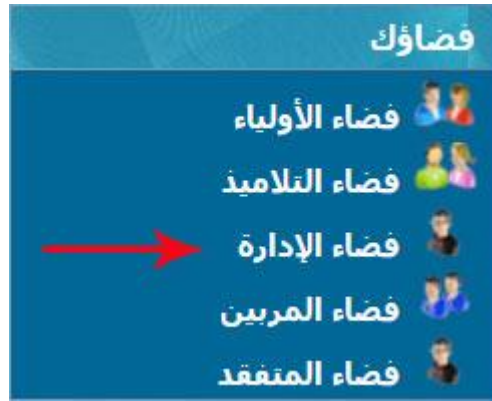 فضاؤك
فضاء الأولياء
فضاء التلاميذ
فضاء الإدارة
فضاء المربين
فضاء المتفقد